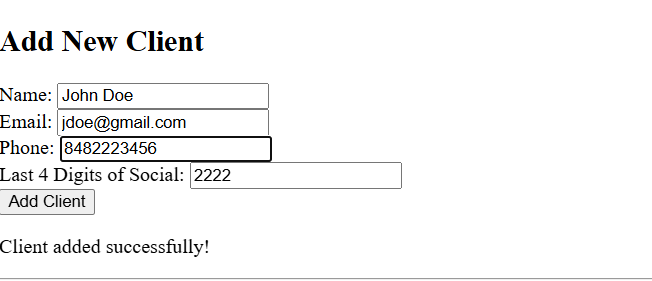 Add New Client
Name: John Doe
Email: jdoe@gmail.com
Phone: 8482223456
Last 4 Digits of Social: 2222
Add Client
Client added successfully!